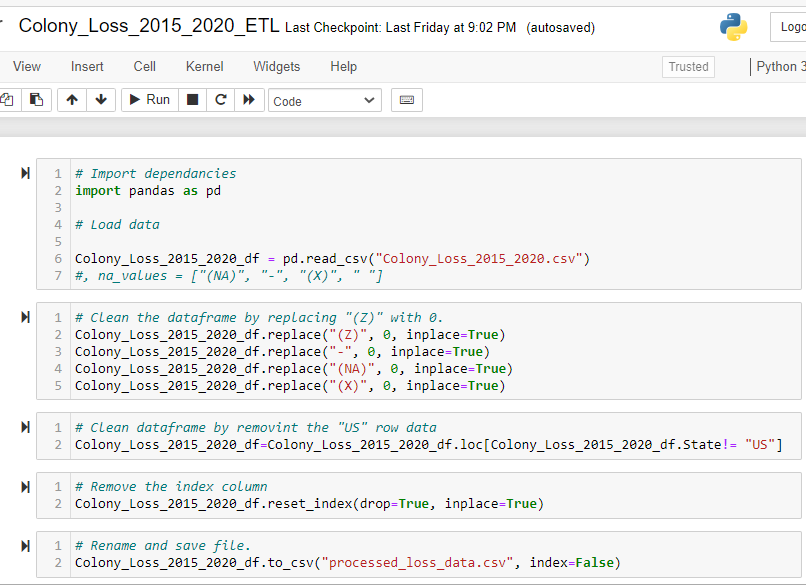 Colony_Loss_2015_2020_ETL Last Checkpoint: Last Friday at 9:02 PM (autosaved)
Logo
View Insert Cell Kernel Widgets Help Trusted Python 3
Run Code
1 # Import dependancies
2 import pandas as pd
3
4 # Load data
5
6 Colony_Loss_2015_2020_df = pd.read_csv("Colony_Loss_2015_2020.csv")
7 #, na_values = ["(NA)", "-", "(X)", " "]
1 # Clean the dataframe by replacing "(Z)" with 0.
2 Colony_Loss_2015_2020_df.replace("(Z)", 0, inplace=True)
3 Colony_Loss_2015_2020_df.replace("-", 0, inplace=True)
4 Colony_Loss_2015_2020_df.replace("(NA)", 0, inplace=True)
5 Colony_Loss_2015_2020_df.replace("(X)", 0, inplace=True)
1 # Clean dataframe by removint the "US" row data
2 Colony_Loss_2015_2020_df=Colony_Loss_2015_2020_df.loc[Colony_Loss_2015_2020_df.State!= "US"]
1 # Remove the index column
2 Colony_Loss_2015_2020_df.reset_index(drop=True, inplace=True)
1 # Rename and save file.
2 Colony_Loss_2015_2020_df.to_csv("processed_loss_data.csv", index=False)